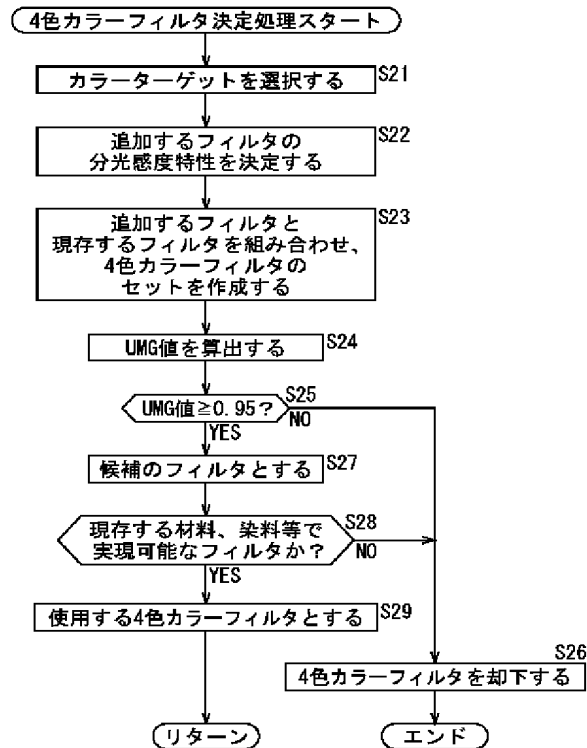 4色カラーフィルタ決定処理スタート
カラーターゲットを選択する
S21
追加するフィルタの
分光感度特性を決定する
S22
追加するフィルタと
現存するフィルタを組み合わせ、
4色カラーフィルタの
セットを作成する
S23
UMG値を算出する
S24
UMG値≧0.95?
S25
NO
YES
候補のフィルタとする
S27
現存する材料、染料等で
実現可能なフィルタか?
S28
NO
YES
使用する4色カラーフィルタとする
S29
4色カラーフィルタを却下する
S26
リターン
エンド